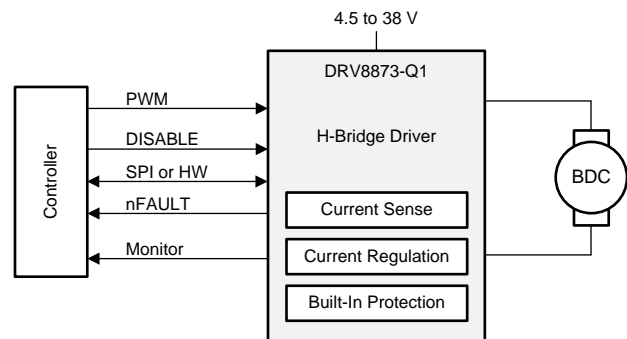 4.5 to 38 V
DRV8873-Q1
H-Bridge Driver
Controller
PWM
DISABLE
SPI or HW
nFAULT
Monitor
Current Sense
Current Regulation
Built-In Protection
BDC